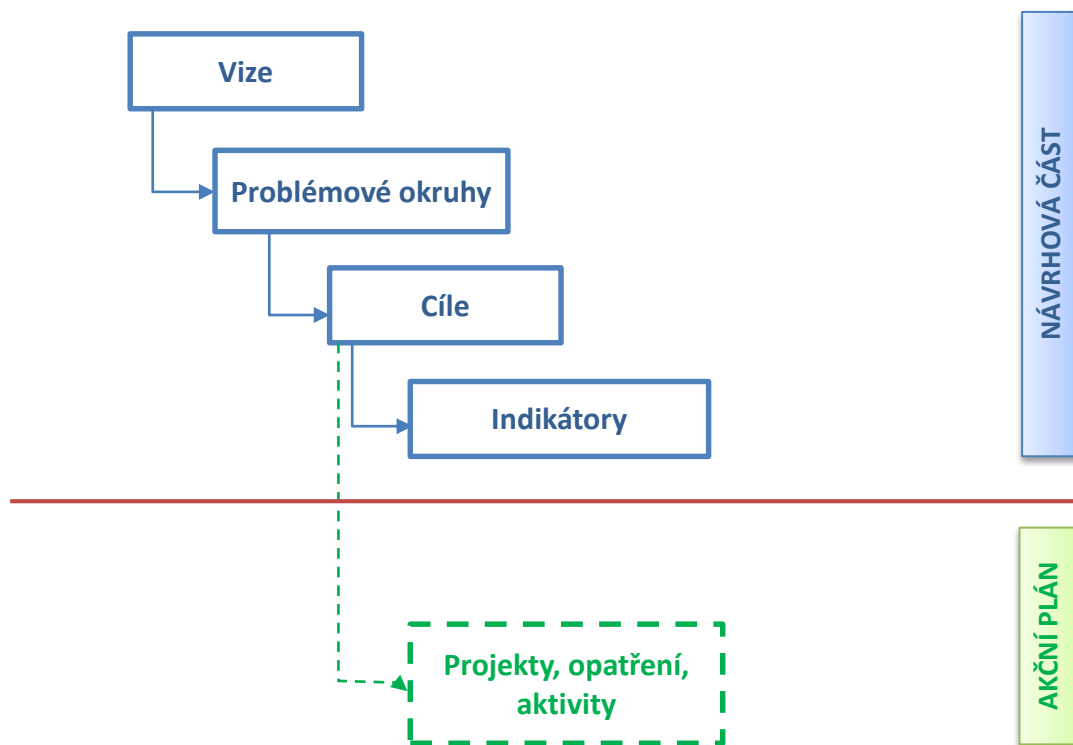 Vize
Problémové okruhy
Cíle
Indikátory
NÁVRHOVÁ ČÁST
Projekty, opatření,
aktivity
AKČNÍ PLÁN